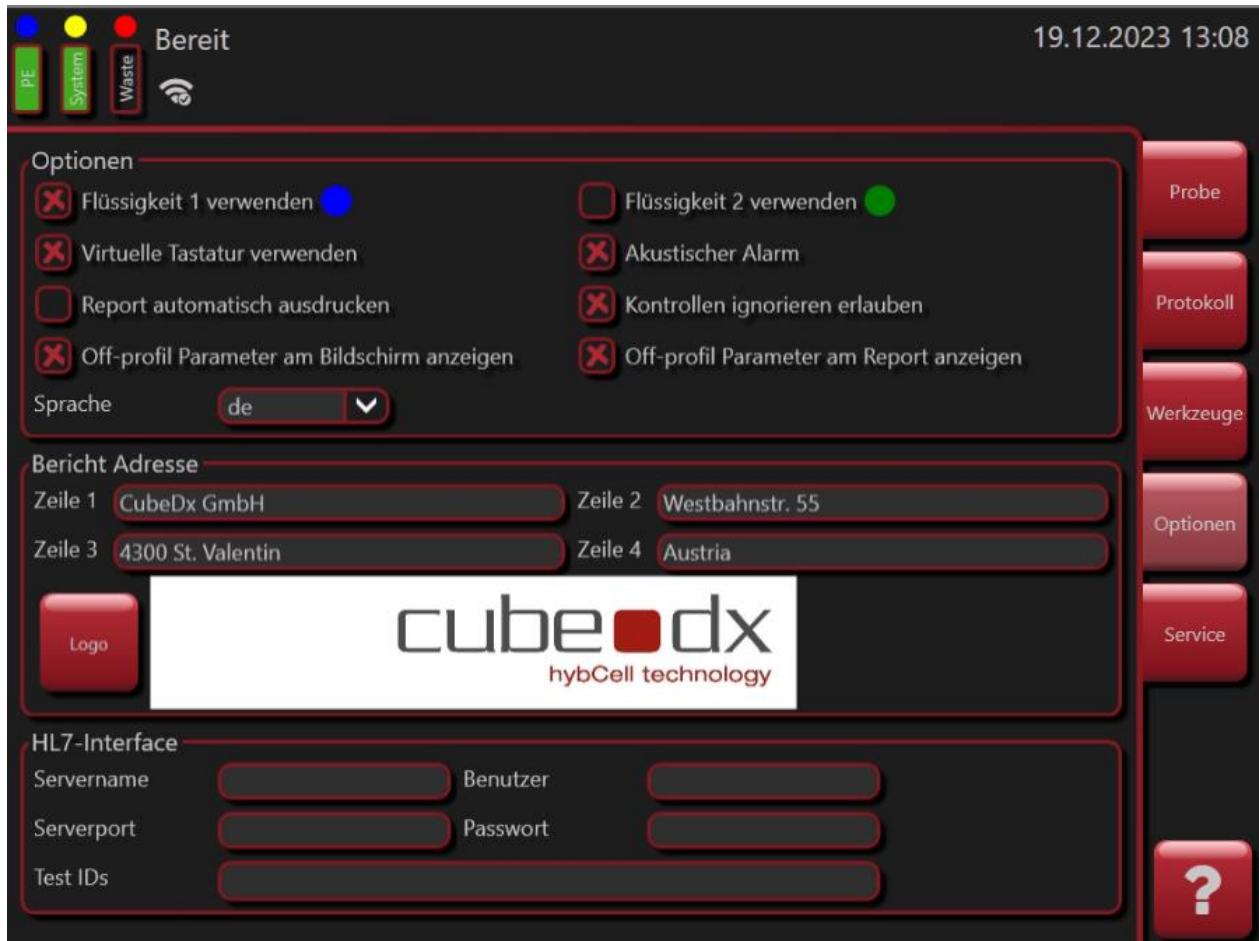 Bereit
19.12.2023 13:08
PE
System
Waste
Optionen
Flüssigkeit 1 verwenden
Flüssigkeit 2 verwenden
Virtuelle Tastatur verwenden
Akustischer Alarm
Report automatisch ausdrucken
Kontrollen ignorieren erlauben
Off-profil Parameter am Bildschirm anzeigen
Off-profil Parameter am Report anzeigen
Sprache de
Bericht Adresse
Zeile 1 CubeDx GmbH
Zeile 2 Westbahnstr. 55
Zeile 3 4300 St. Valentin
Zeile 4 Austria
Logo
cube dx
hybCell technology
HL7-Interface
Servername
Benutzer
Serverport
Passwort
Test IDs
Probe
Protokoll
Werkzeuge
Optionen
Service
?